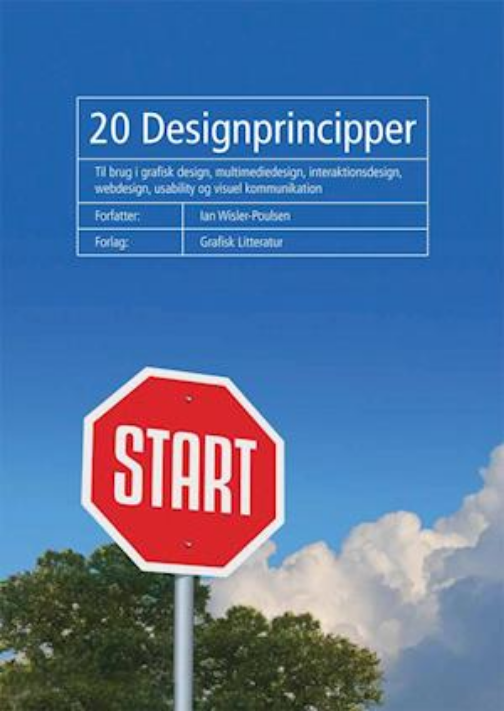 20 Designprincipper
Til brug i grafisk design, multimediedesign, interaktionsdesign,
webdesign, usability og visuel kommunikation
Forfatter: Ian Wisler-Poulsen
Forlag: Grafisk Litteratur
START